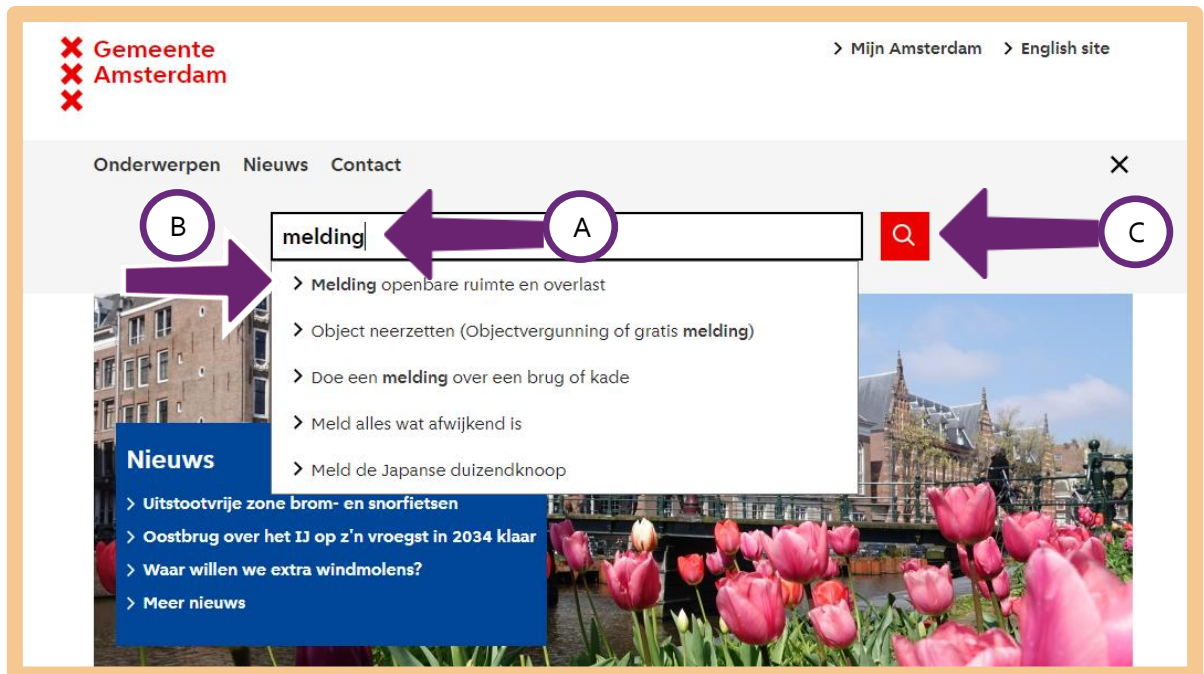 Gemeente
Amsterdam
> Mijn Amsterdam > English site
Onderwerpen Nieuws Contact
B
melding
A
C
> Melding openbare ruimte en overlast
> Object neerzetten (Objectvergunning of gratis melding)
> Doe een melding over een brug of kade
> Meld alles wat afwijkend is
> Meld de Japanse duizendknoop
Nieuws
> Uitstootvrije zone brom- en snorfietsen
> Oostbrug over het IJ op z'n vroegst in 2034 klaar
> Waar willen we extra windmolens?
> Meer nieuws